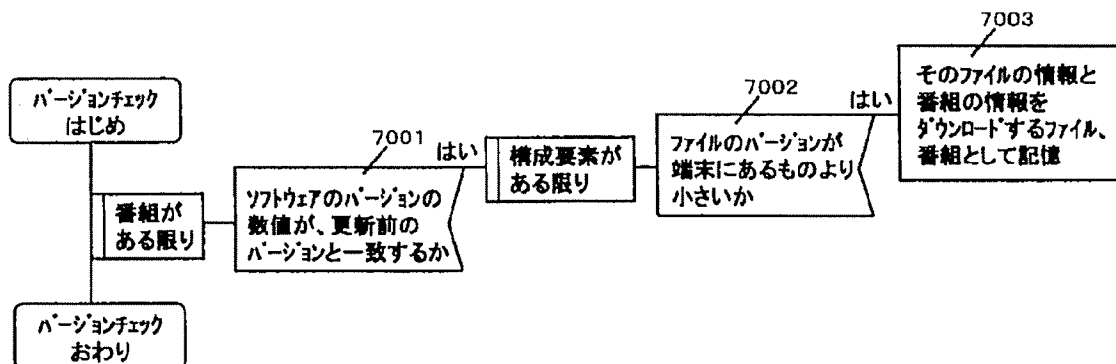 バージョンチェック
はじめ
番組が
ある限り
7001
ソフトウェアのバージョンの
数値が、更新前の
バージョンと一致するか
はい
構成要素が
ある限り
7002
ファイルのバージョンが
端末にあるものより
小さいか
はい
7003
そのファイルの情報と
番組の情報を
ダウンロードするファイル、
番組として記憶
バージョンチェック
おわり